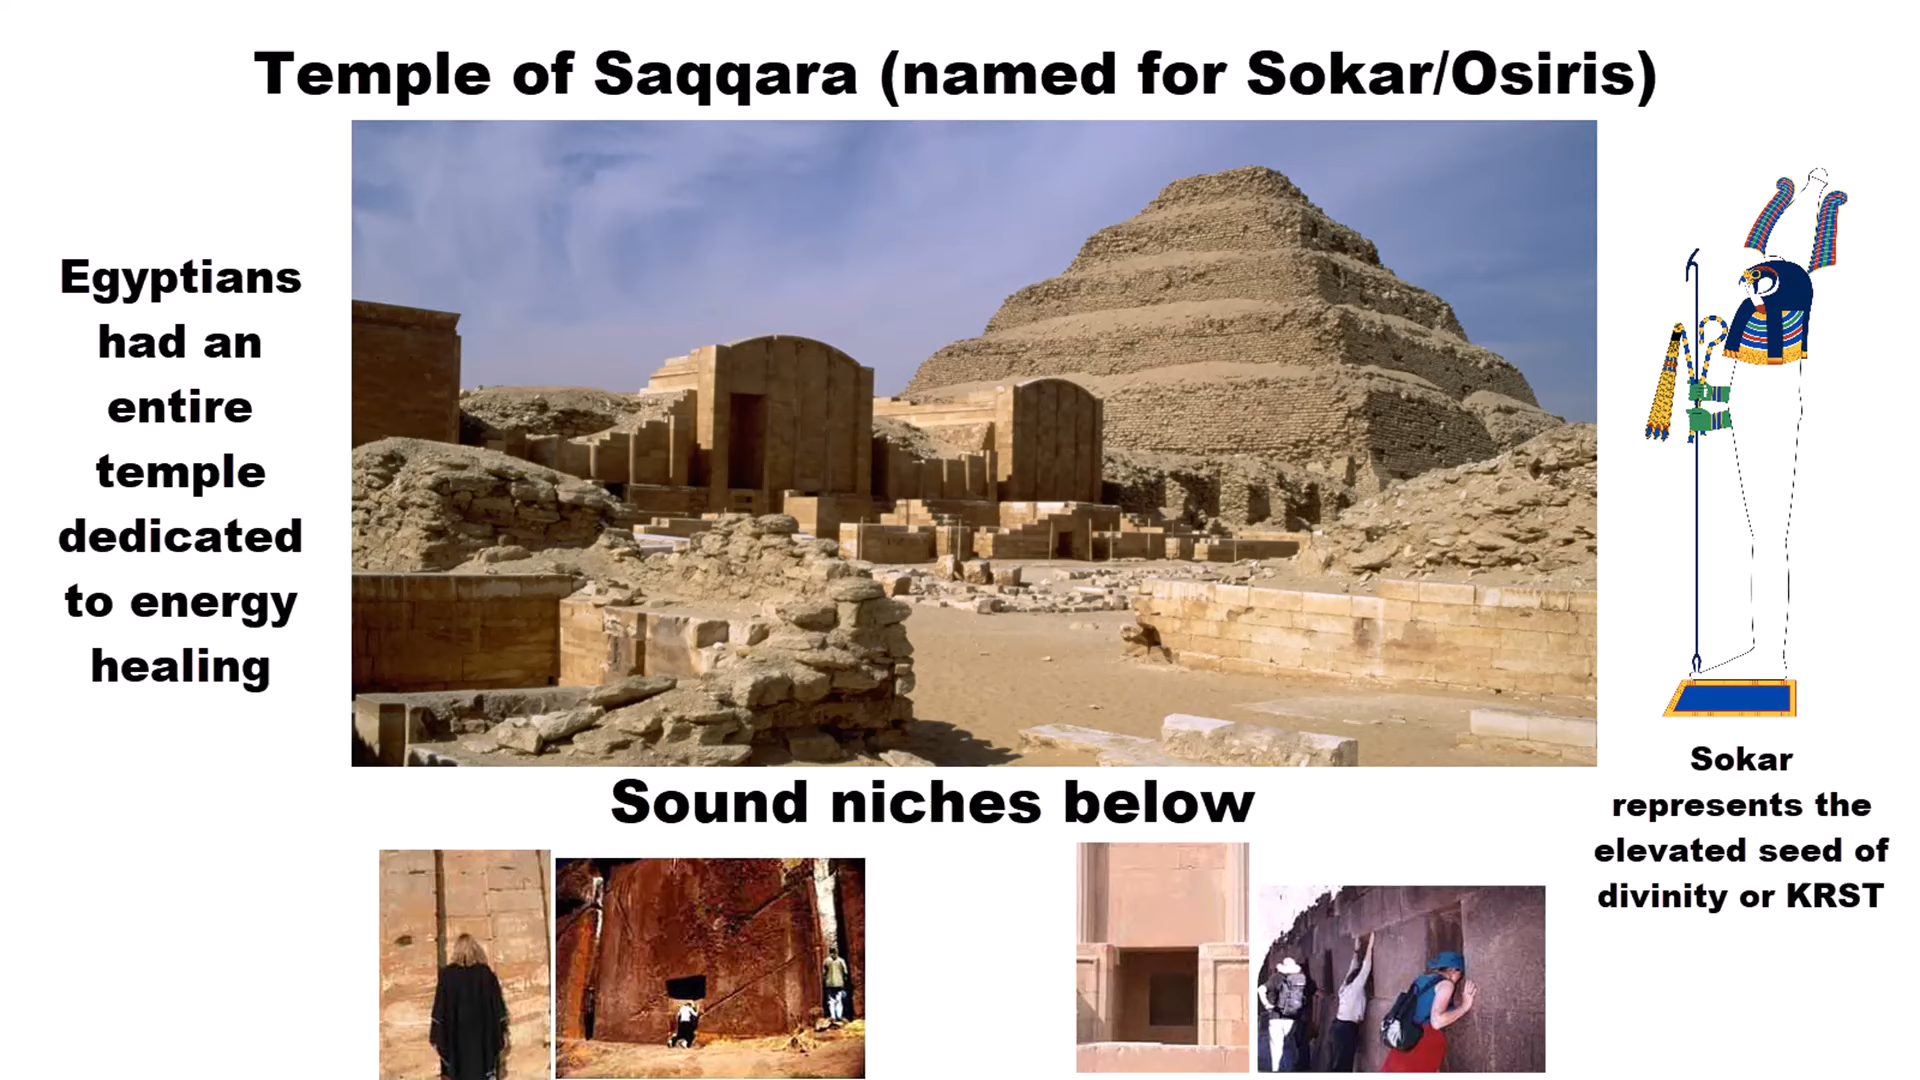 Temple of Saqqara (named for Sokar/Osiris)
Egyptians
had an
entire
temple
dedicated
to energy
healing
Sound niches below
Sokar
represents the
elevated seed of
divinity or KRST